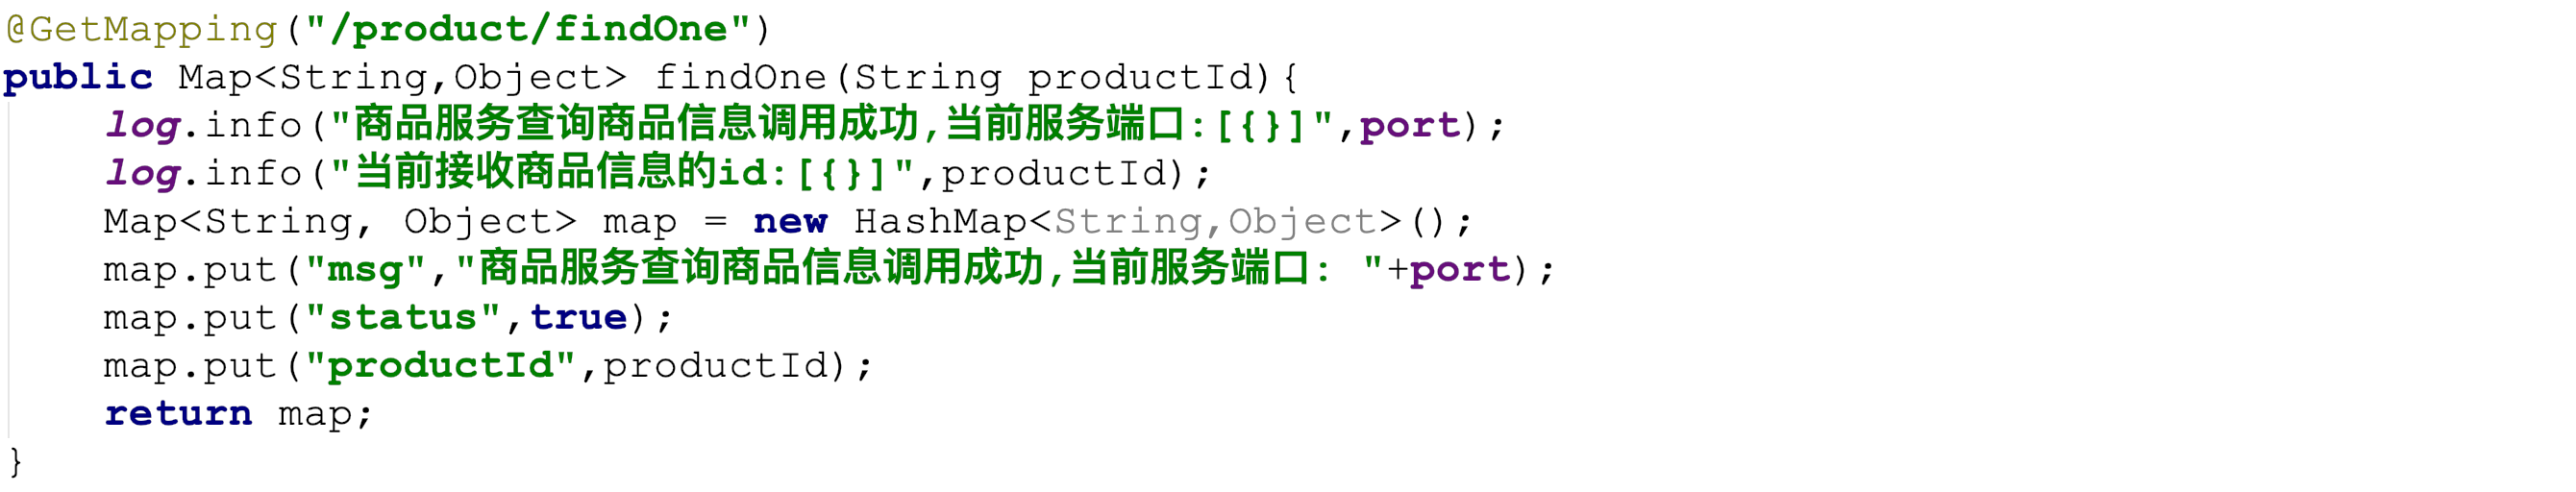 @GetMapping("/product/findOne")
public Map<String,Object> findOne(String productId){
    log.info("商品服务查询商品信息调用成功,当前服务端口:[{}]",port);
    log.info("当前接收商品信息的id:[{}]",productId);
    Map<String, Object> map = new HashMap<String,Object>();
    map.put("msg","商品服务查询商品信息调用成功,当前服务端口: "+port);
    map.put("status",true);
    map.put("productId",productId);
    return map;
}